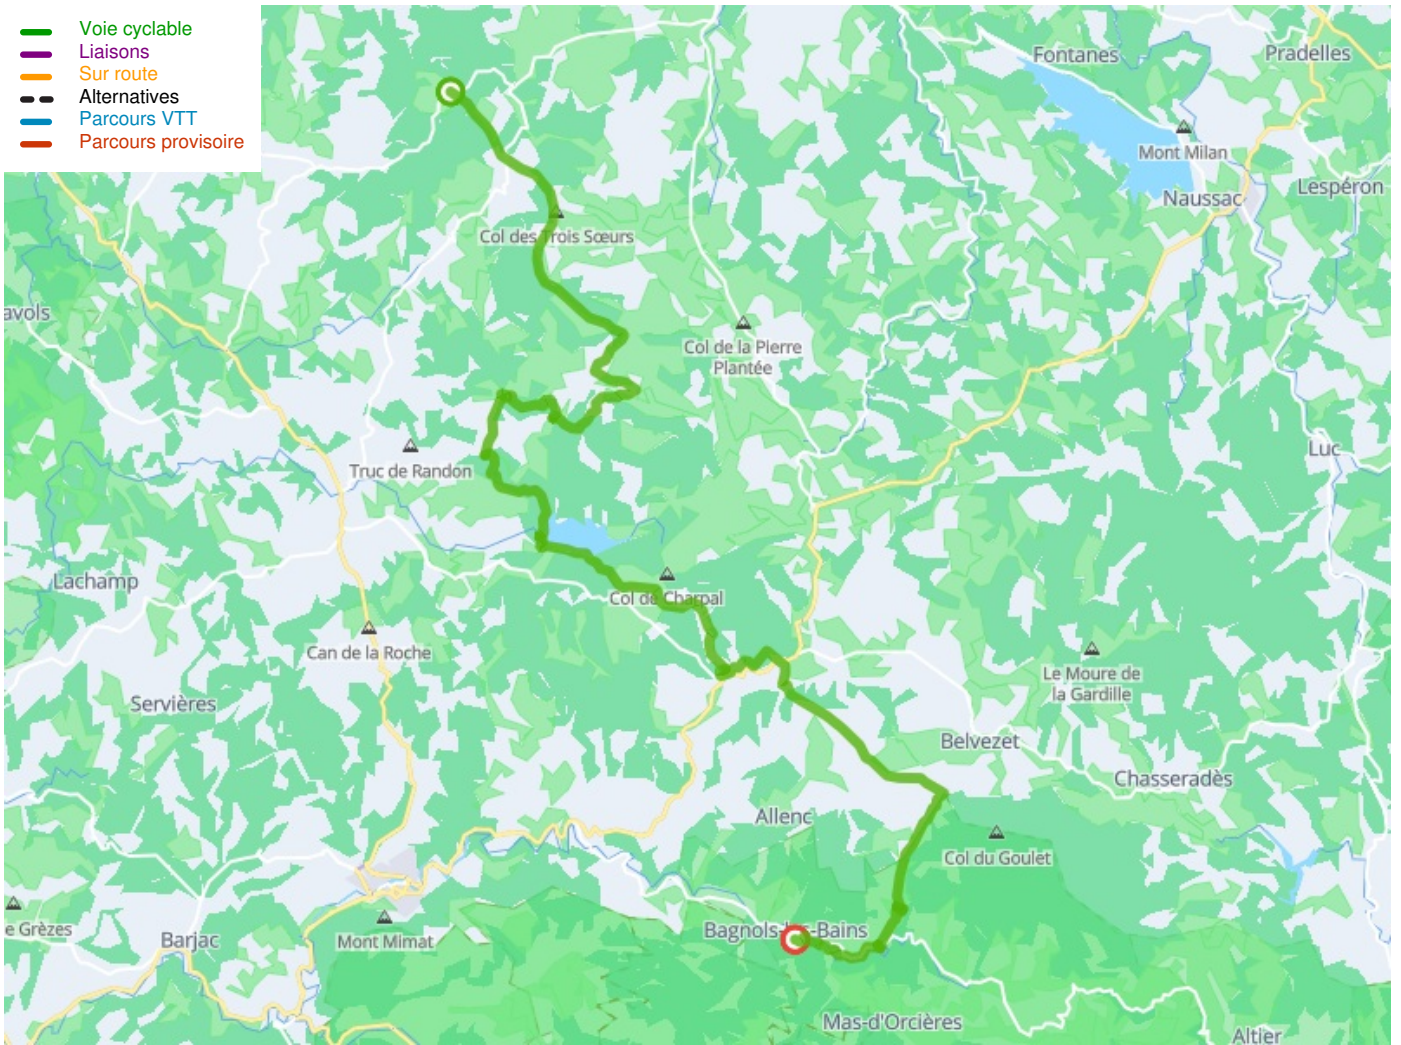 Voie cyclable
Liaisons
Sur route
Alternatives
Parcours VTT
Parcours provisoire
Fontanes
Pradelles
Mont Milan
Lespéron
Naussac
Col des Trois Sœurs
avols
Col de la Pierre
Plantée
Truc de Randon
Luc
Lachamp
Col de Charpal
Can de la Roche
Le Moure de
la Gardille
Servières
Belvezet
Chasseradès
Allenc
Col du Goulet
e Grèzes
Barjac
Mont Mimat
Bagnols-les-Bains
Mas-d'Orcières
Altier